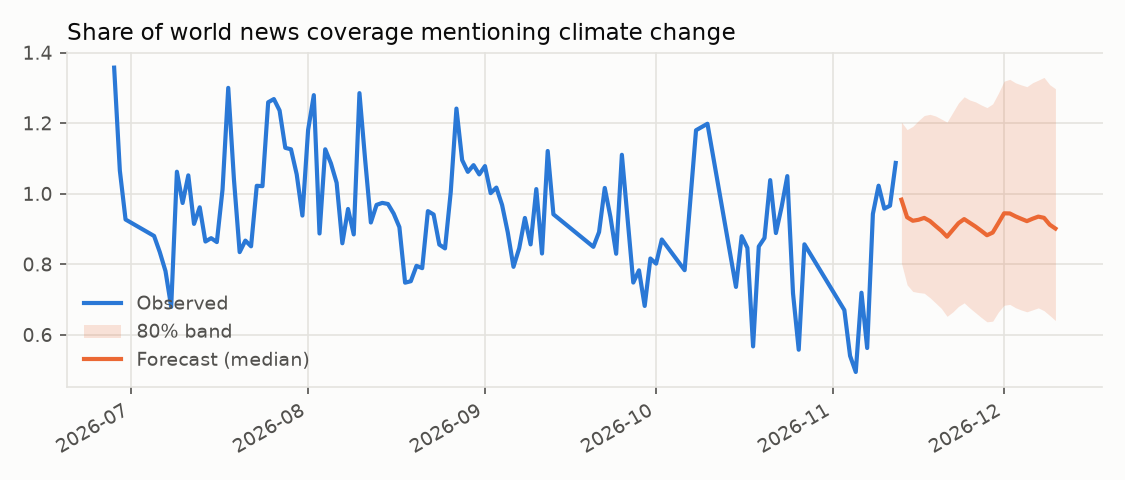 Share of world news coverage mentioning climate change
1.4
1.2
1.0
0.8
0.6
Observed
80% band
Forecast (median)
2026-07
2026-08
2026-09
2026-10
2026-11
2026-12